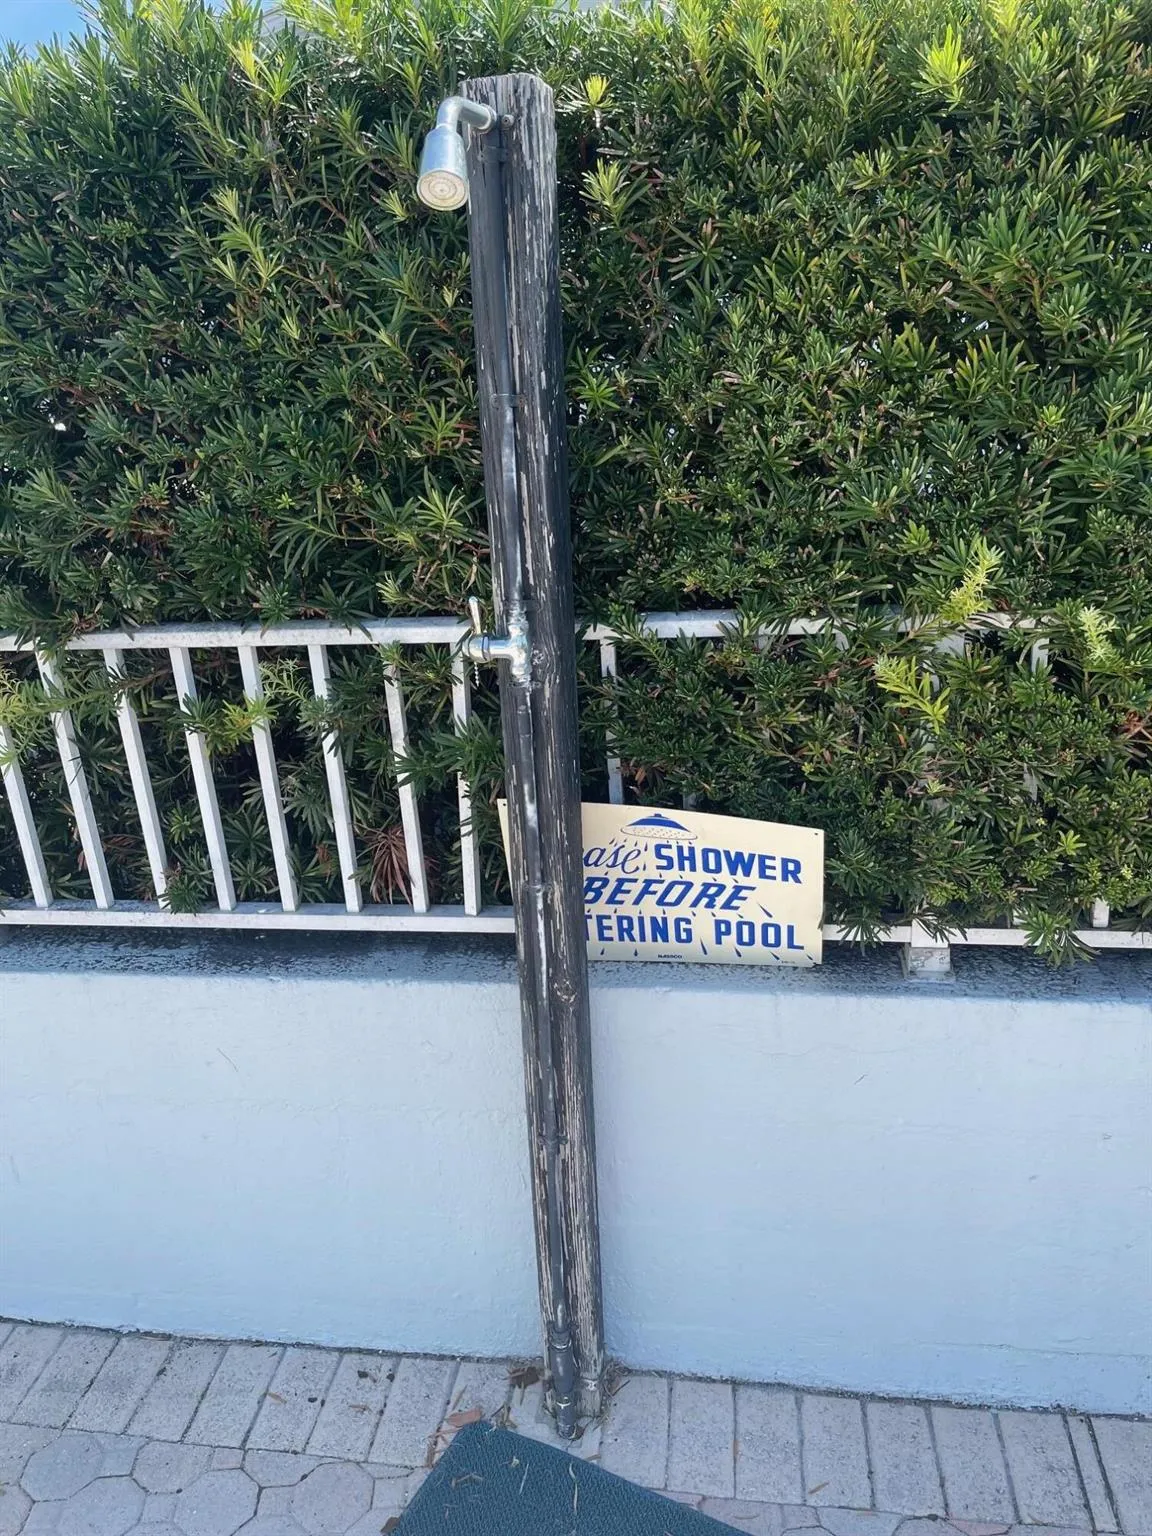 ase SHOWER
BEFORE
TERING POOL